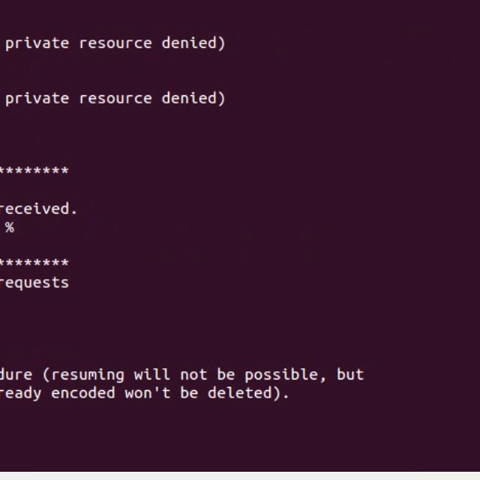 private resource denied)
private resource denied)
********
received.
%
********
requests
dure (resuming will not be possible, but
ready encoded won't be deleted).